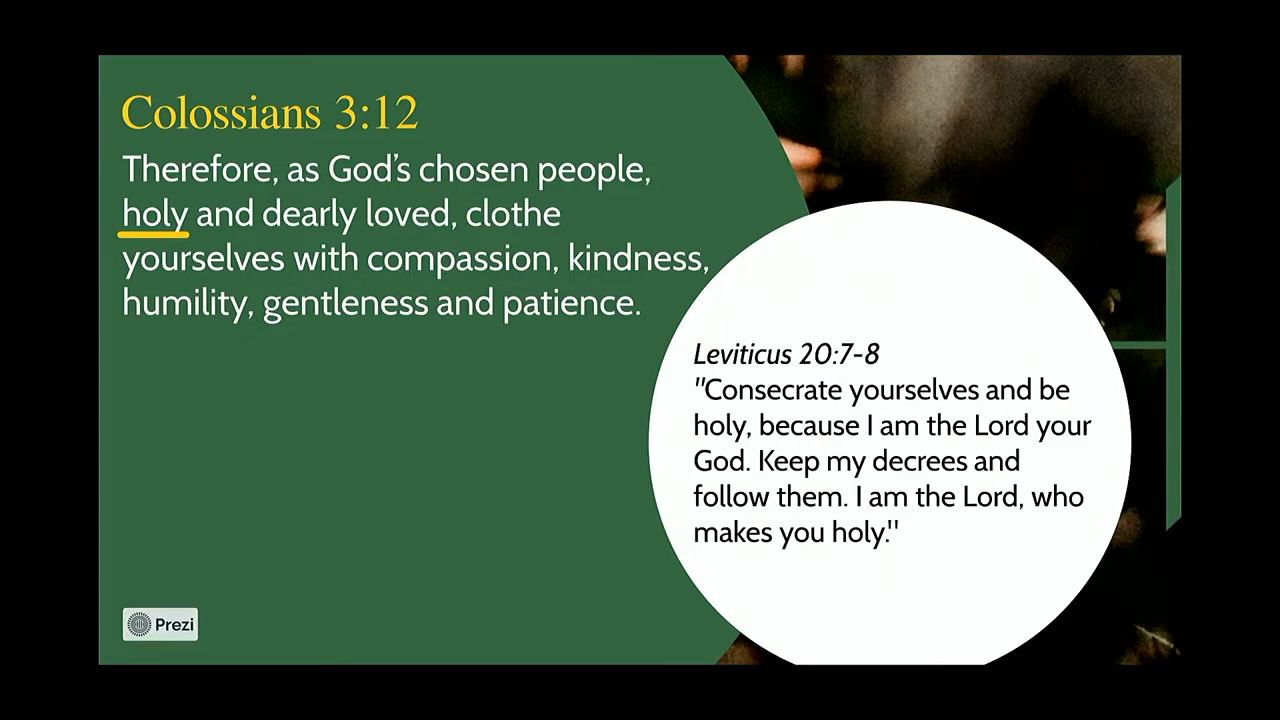 Colossians 3:12
Therefore, as God’s chosen people,
holy and dearly loved, clothe
yourselves with compassion, kindness,
humility, gentleness and patience.
Leviticus 20:7-8
"Consecrate yourselves and be
holy, because I am the Lord your
God. Keep my decrees and
follow them. I am the Lord, who
makes you holy."
Prezi